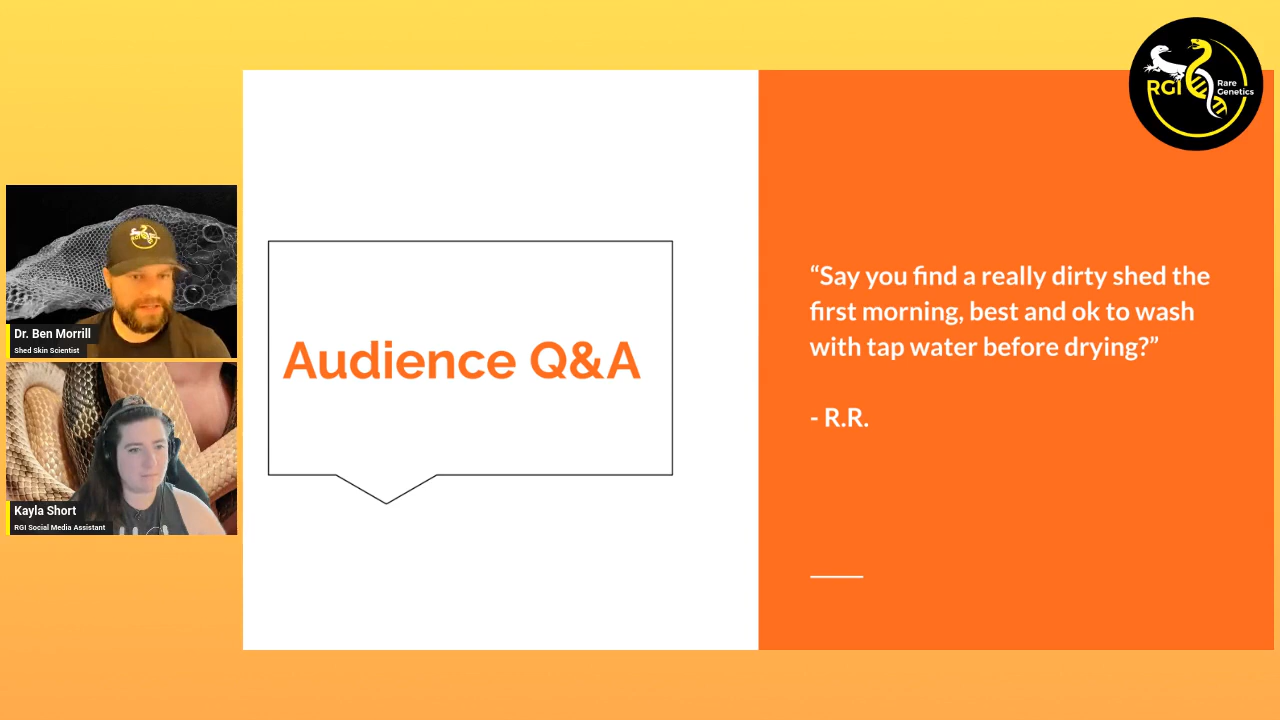 RGI
Rare
Genetics
Dr. Ben Morrill
Shed Skin Scientist
Kayla Short
RGI Social Media Assistant
Audience Q&A
“Say you find a really dirty shed the
first morning, best and ok to wash
with tap water before drying?”
- R.R.